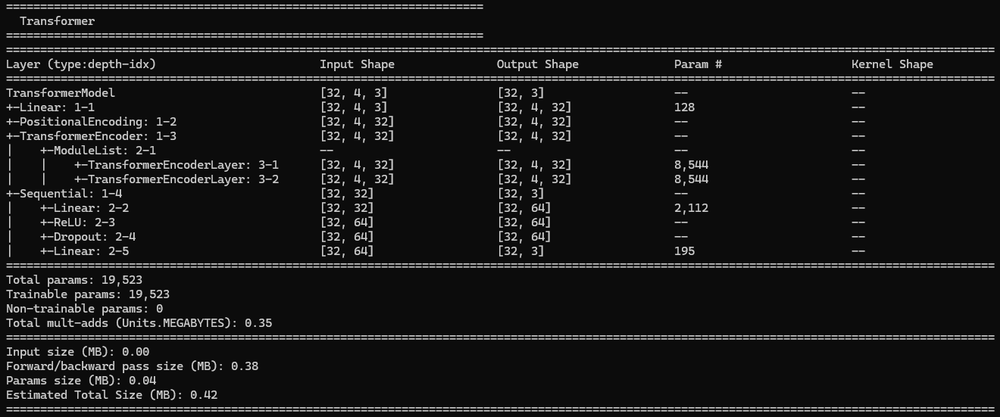 ======================================================================
  Transformer
======================================================================
=================================================================================================================================================
Layer (type:depth-idx)                        Input Shape               Output Shape              Param #                   Kernel Shape
=================================================================================================================================================
TransformerModel                              [32, 4, 3]                [32, 3]                   --                        --
+-Linear: 1-1                                 [32, 4, 3]                [32, 4, 32]               128                       --
+-PositionalEncoding: 1-2                     [32, 4, 32]               [32, 4, 32]               --                        --
+-TransformerEncoder: 1-3                     [32, 4, 32]               [32, 4, 32]               --                        --
|    +-ModuleList: 2-1                        --                        --                        --                        --
|    |    +-TransformerEncoderLayer: 3-1      [32, 4, 32]               [32, 4, 32]               8,544                     --
|    |    +-TransformerEncoderLayer: 3-2      [32, 4, 32]               [32, 4, 32]               8,544                     --
+-Sequential: 1-4                             [32, 32]                  [32, 3]                   --                        --
|    +-Linear: 2-2                            [32, 32]                  [32, 64]                  2,112                     --
|    +-ReLU: 2-3                              [32, 64]                  [32, 64]                  --                        --
|    +-Dropout: 2-4                           [32, 64]                  [32, 64]                  --                        --
|    +-Linear: 2-5                            [32, 64]                  [32, 3]                   195                       --
=================================================================================================================================================
Total params: 19,523
Trainable params: 19,523
Non-trainable params: 0
Total mult-adds (Units.MEGABYTES): 0.35
=================================================================================================================================================
Input size (MB): 0.00
Forward/backward pass size (MB): 0.38
Params size (MB): 0.04
Estimated Total Size (MB): 0.42
=================================================================================================================================================